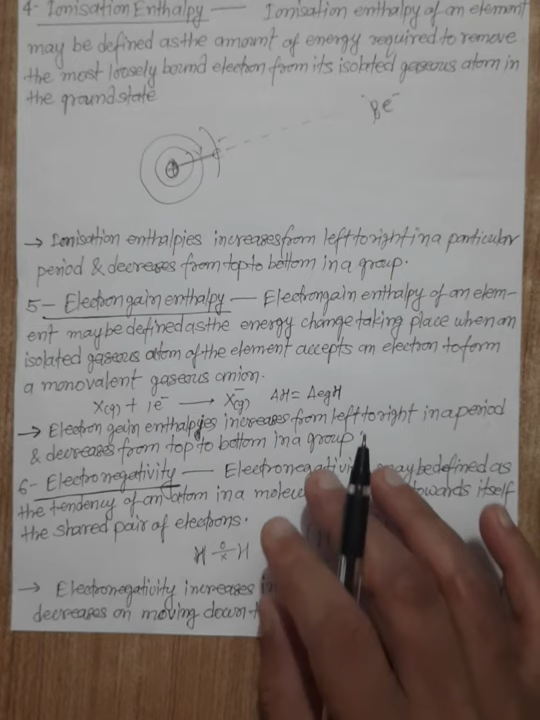 4- Ionisation Enthalpy — Ionisation enthalpy of an element
may be defined as the amount of energy required to remove
the most loosely bound electron from its isolated gaseous atom in
the ground state
e⁻
→ Ionisation enthalpies increases from left to right in a particular
period & decreases from top to bottom in a group.
5- Electron gain enthalpy — Electron gain enthalpy of an elem-
ent may be defined as the energy change taking place when an
isolated gaseous atom of the element accepts an electron to form
a monovalent gaseous anion.
X(g) + 1e⁻ → X⁻(g) ΔH = ΔegH
→ Electron gain enthalpies increases from left to right in a period
& decreases from top to bottom in a group.
6- Electronegativity — Electronegativi may be defined as
the tendency of an atom in a molec towards itself
the shared pair of electrons.
H H
→ Electronegativity increases in
decreases on moving down